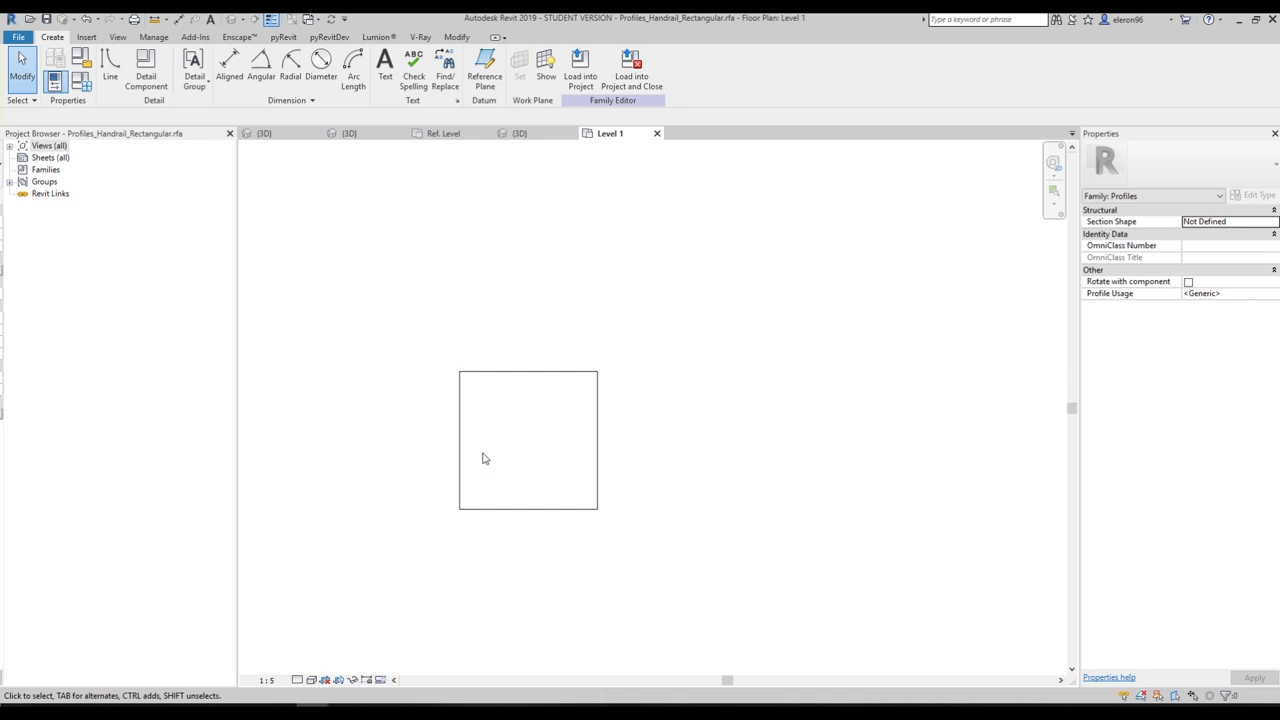 Autodesk Revit 2019 - STUDENT VERSION - Profiles_Handrail_Rectangular.rfa - Floor Plan: Level 1
Type a keyword or phrase
eleron96
File Create Insert View Manage Add-Ins Enscape™ pyRevit pyRevitDev Lumion® V-Ray Modify
Modify
Line
Detail Component
Detail Group
Aligned Angular Radial Diameter
Arc Length
Text
Check Spelling
Find/ Replace
Reference Plane
Set Show
Load into Project
Load into Project and Close
Select Properties Detail Dimension Text Datum Work Plane Family Editor
Project Browser - Profiles_Handrail_Rectangular.rfa
{3D} {3D} Ref. Level {3D} Level 1
Views (all)
Sheets (all)
Families
Groups
Revit Links
Properties
R
Family: Profiles Edit Type
Structural
Section Shape Not Defined
Identity Data
OmniClass Number
OmniClass Title
Other
Rotate with component
Profile Usage <Generic>
1 : 5
Properties help Apply
Click to select, TAB for alternates, CTRL adds, SHIFT unselects.
:0